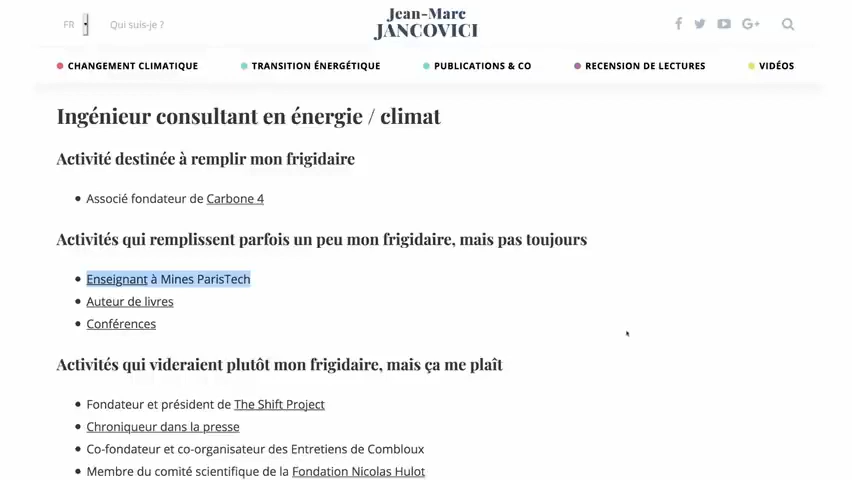 FR
Qui suis-je ?
Jean-Marc
JANCOVICI
CHANGEMENT CLIMATIQUE
TRANSITION ÉNERGÉTIQUE
PUBLICATIONS & CO
RECENSION DE LECTURES
VIDÉOS
Ingénieur consultant en énergie / climat
Activité destinée à remplir mon frigidaire
Associé fondateur de Carbone 4
Activités qui remplissent parfois un peu mon frigidaire, mais pas toujours
Enseignant à Mines ParisTech
Auteur de livres
Conférences
Activités qui videraient plutôt mon frigidaire, mais ça me plaît
Fondateur et président de The Shift Project
Chroniqueur dans la presse
Co-fondateur et co-organisateur des Entretiens de Combloux
Membre du comité scientifique de la Fondation Nicolas Hulot